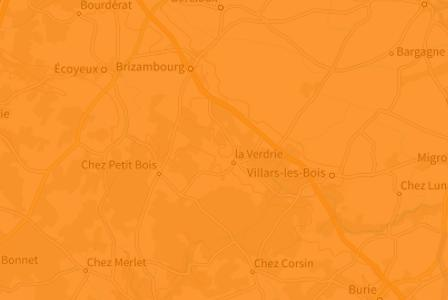 Bourdérat
Bargagne
Écoyeux
Brizambourg
ie
la Verdrie
Migro
Chez Petit Bois
Villars-les-Bois
Chez Lun
Bonnet
Chez Merlet
Chez Corsin
Burie